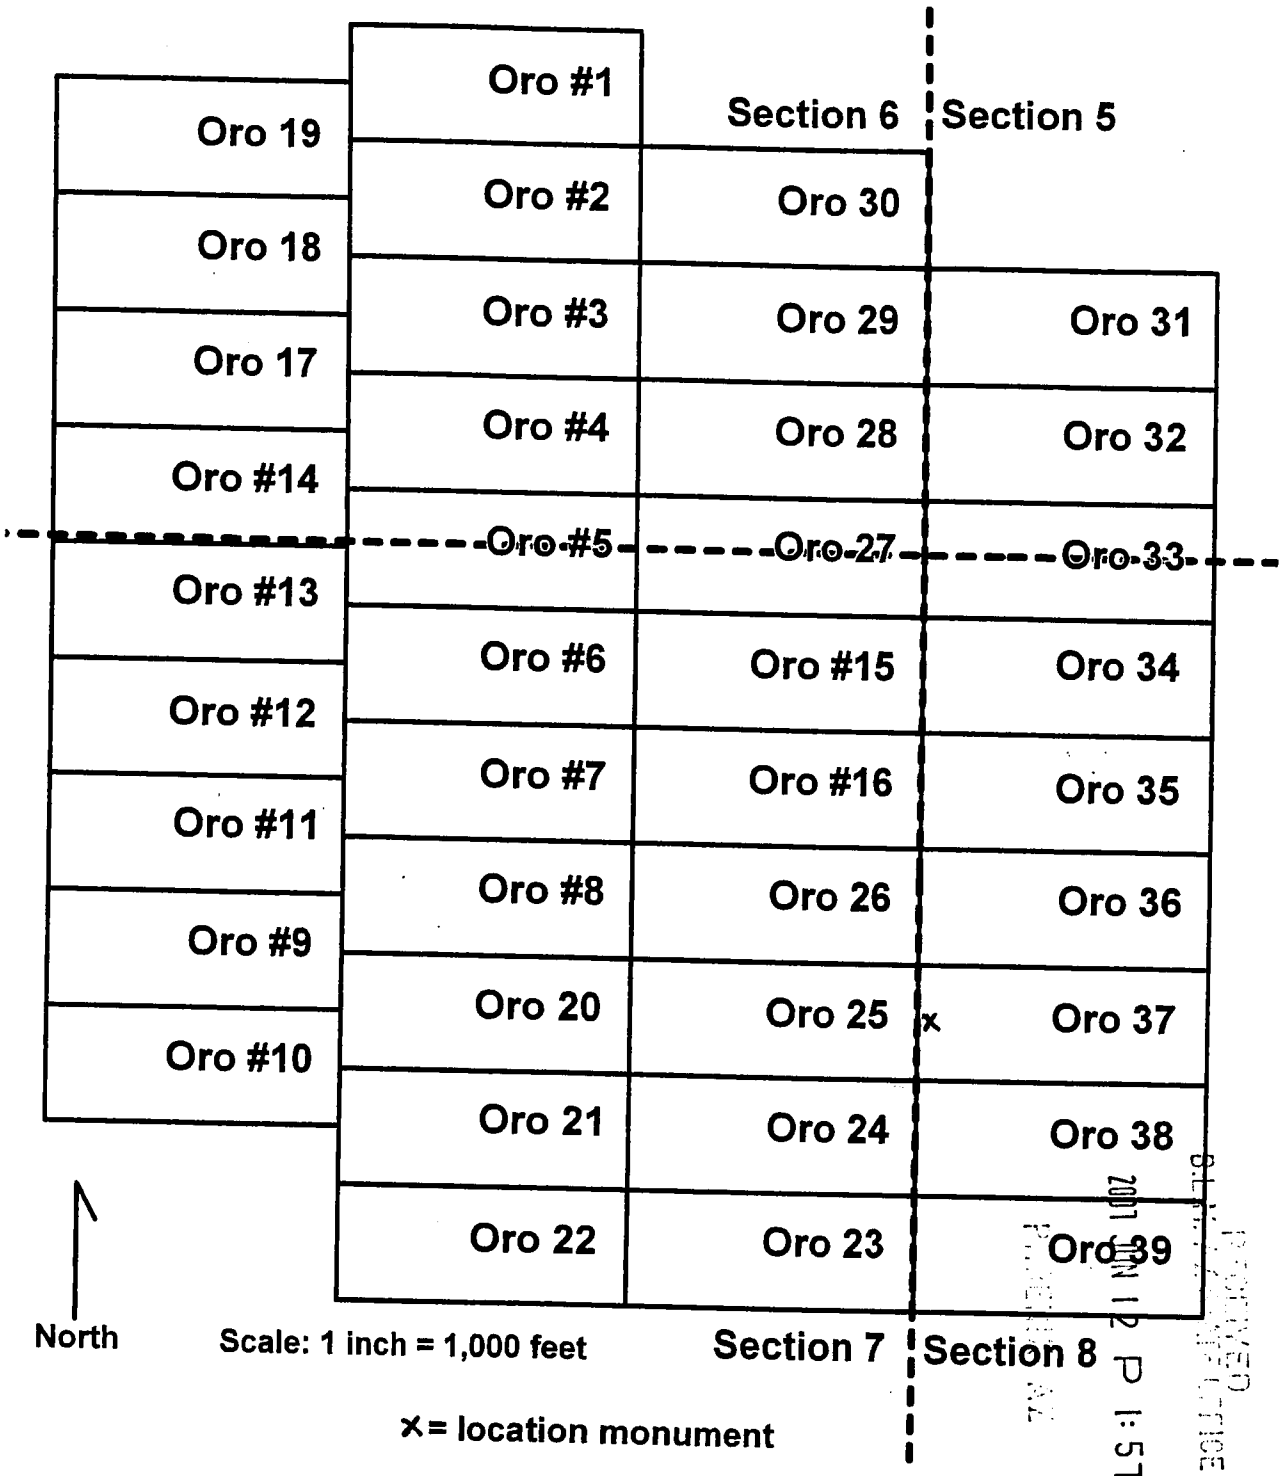 Oro #1
Section 6
Section 5
Oro 19
Oro #2
Oro 30
Oro 18
Oro #3
Oro 29
Oro 31
Oro 17
Oro #4
Oro 28
Oro 32
Oro #14
Oro #5
Oro 27
Oro 33
Oro #13
Oro #6
Oro #15
Oro 34
Oro #12
Oro #7
Oro #16
Oro 35
Oro #11
Oro #8
Oro 26
Oro 36
Oro #9
Oro 20
Oro 25
x
Oro 37
Oro #10
Oro 21
Oro 24
Oro 38
Oro 22
Oro 23
Oro 39
North
Scale: 1 inch = 1,000 feet
Section 7
Section 8
x = location monument
RECEIVED
OFFICE
2001 JUN 12 P 1:57
AZ